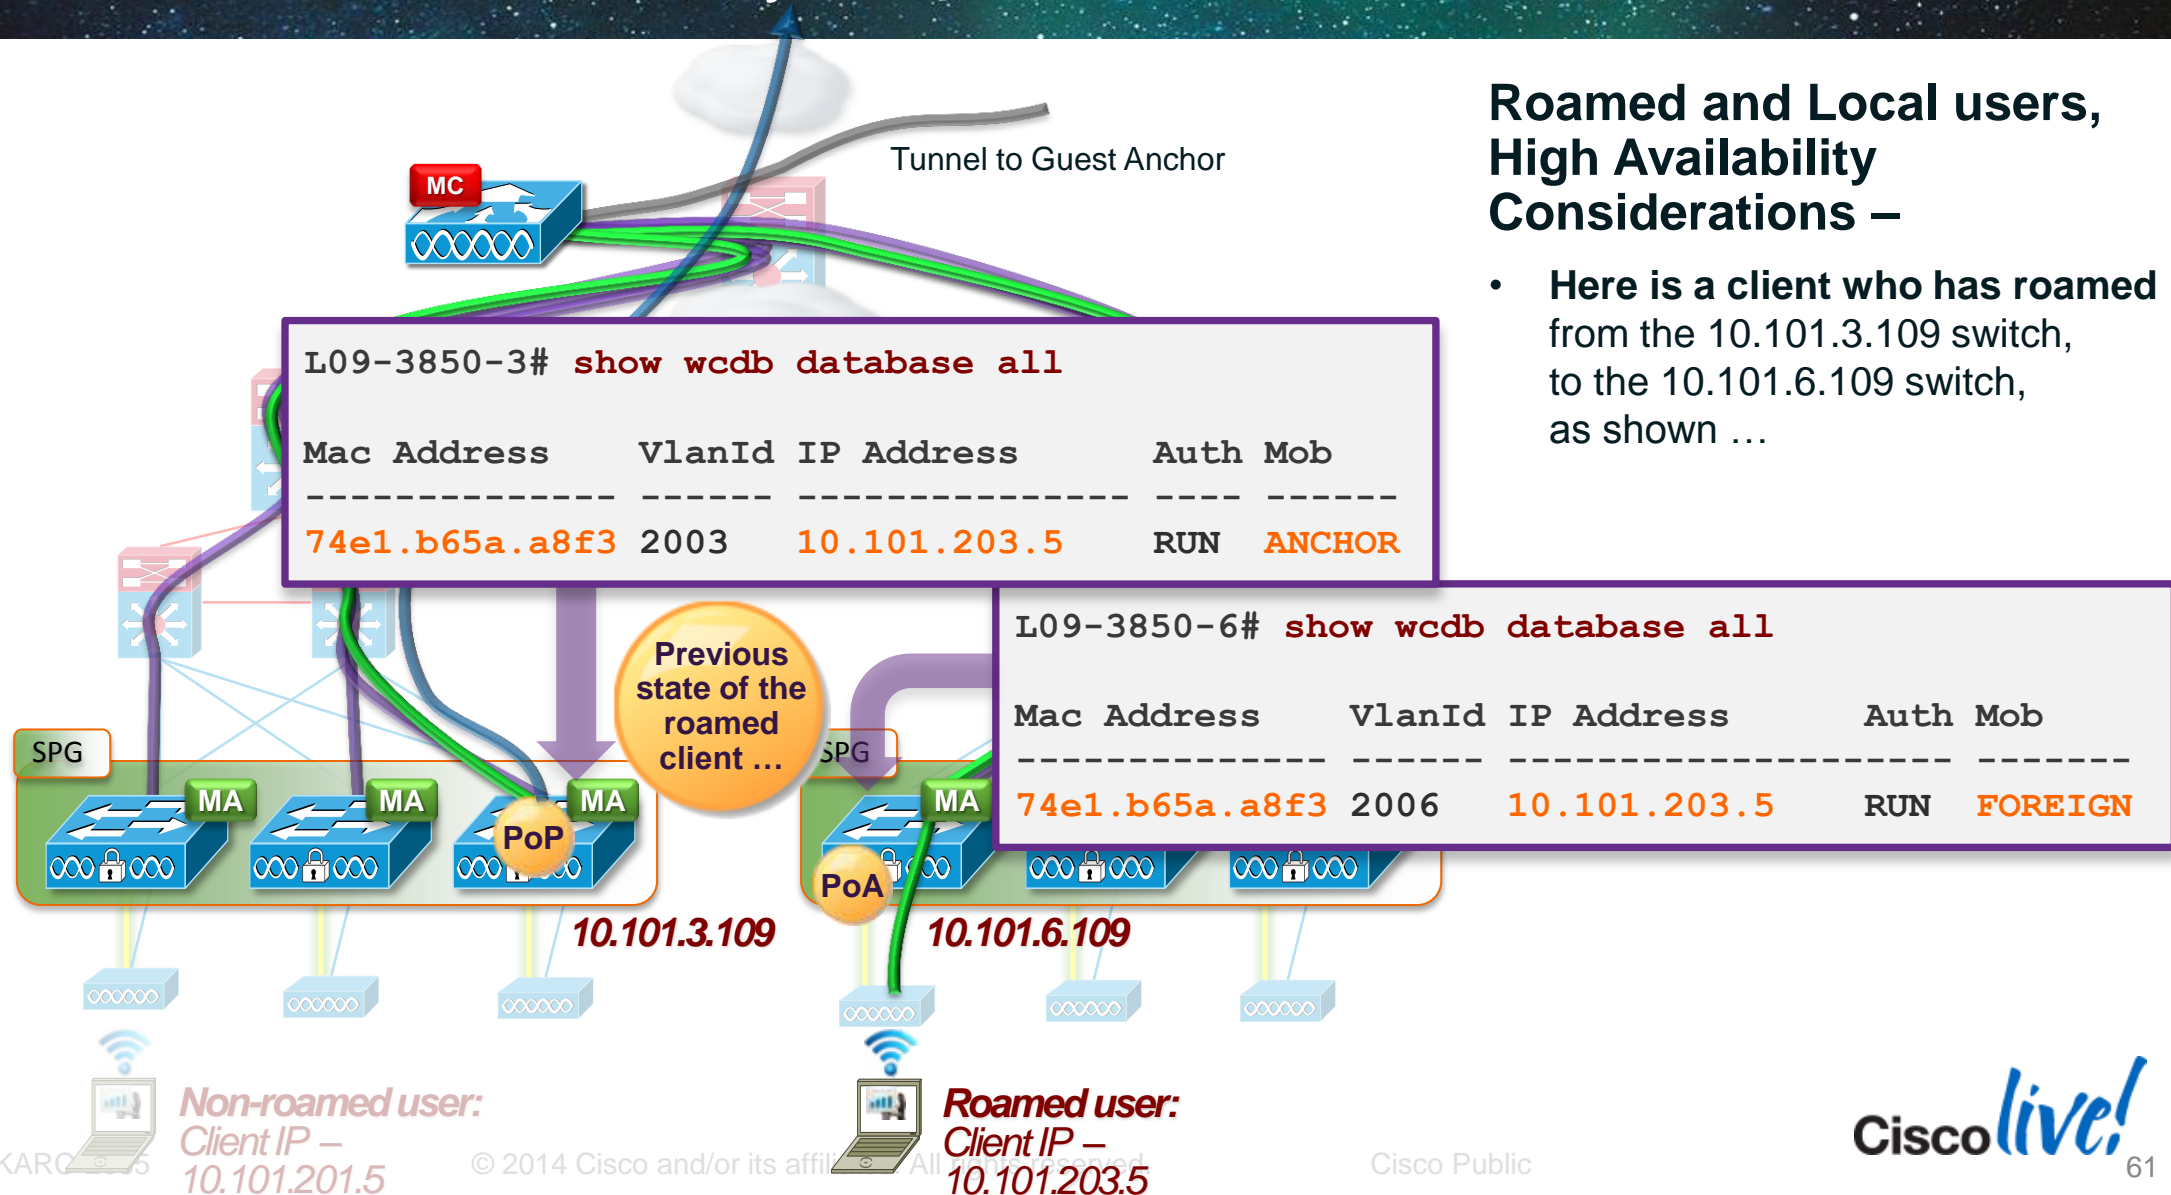 Tunnel to Guest Anchor
MC
Roamed and Local users,
High Availability
Considerations –
• Here is a client who has roamed
from the 10.101.3.109 switch,
to the 10.101.6.109 switch,
as shown …
L09-3850-3# show wcdb database all
Mac Address VlanId IP Address Auth Mob
-------------- ------ --------------- ---- ------
74e1.b65a.a8f3 2003 10.101.203.5 RUN ANCHOR
L09-3850-6# show wcdb database all
Mac Address VlanId IP Address Auth Mob
-------------- ------ -------------------- -------
74e1.b65a.a8f3 2006 10.101.203.5 RUN FOREIGN
Previous
state of the
roamed
client …
SPG
MA
MA
MA
PoP
SPG
MA
PoA
10.101.3.109
10.101.6.109
Non-roamed user:
Client IP –
10.101.201.5
Roamed user:
Client IP –
10.101.203.5
© 2014 Cisco and/or its All rights reserved.
Cisco Public
Cisco live!
61